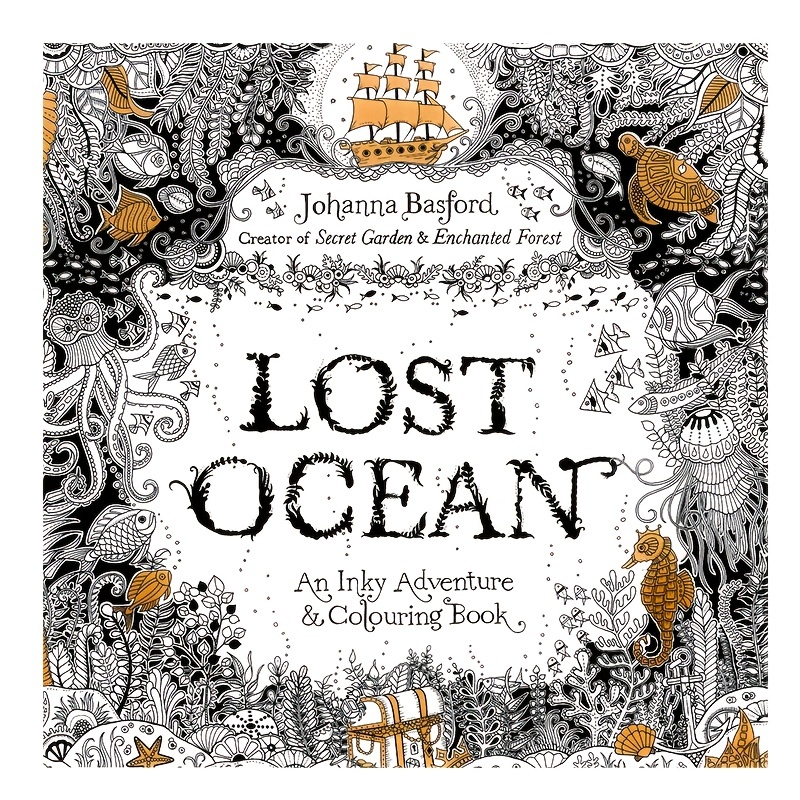 Johanna Basford
Creator of Secret Garden & Enchanted Forest
LOST
OCEAN
An Inky Adventure
& Colouring Book